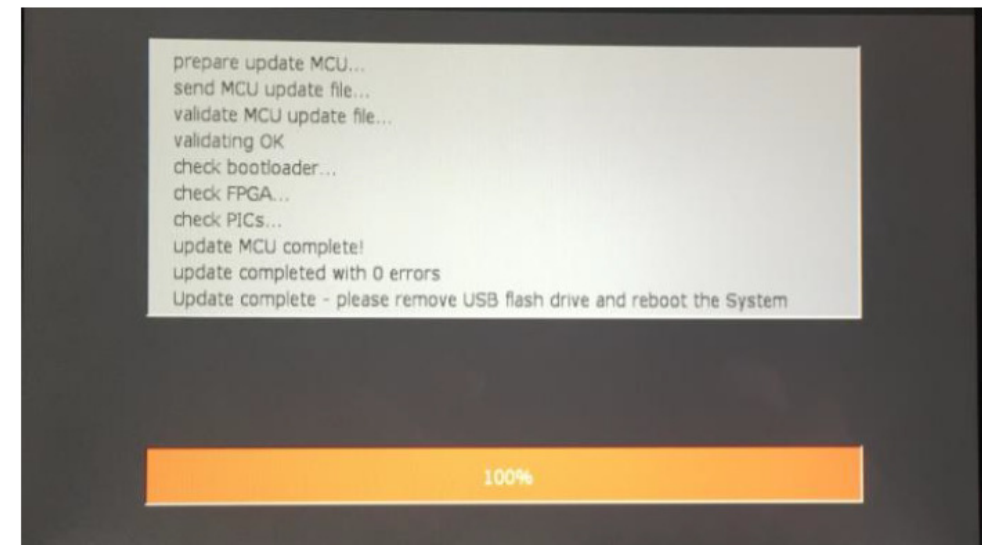 prepare update MCU...
send MCU update file...
validate MCU update file...
validating OK
check bootloader...
check FPGA...
check PICs...
update MCU complete!
update completed with 0 errors
Update complete - please remove USB flash drive and reboot the System
100%